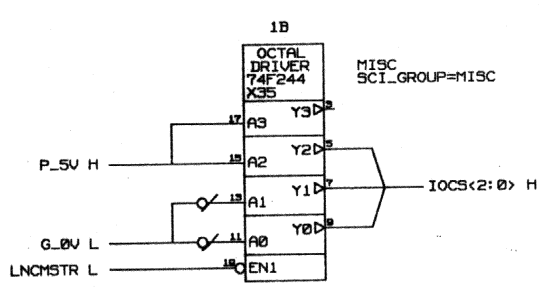 1B
OCTAL
DRIVER
74F244
X35
MISC
SCI_GROUP=MISC
17 A3 Y3 3
P_5V H 15 A2 Y2 5
13 A1 Y1 7 IOCS<2:0> H
G_0V L 11 A0 Y0 9
LNCMSTR L 19 EN1